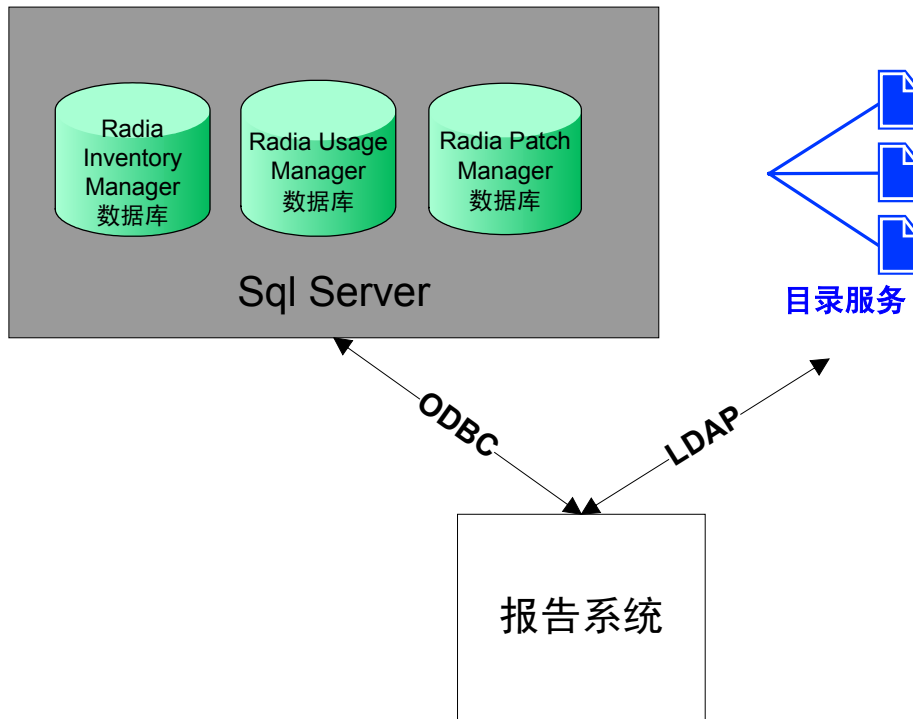 Radia
Inventory
Manager
数据库
Radia Usage
Manager
数据库
Radia Patch
Manager
数据库
Sql Server
目录服务
ODBC
LDAP
报告系统